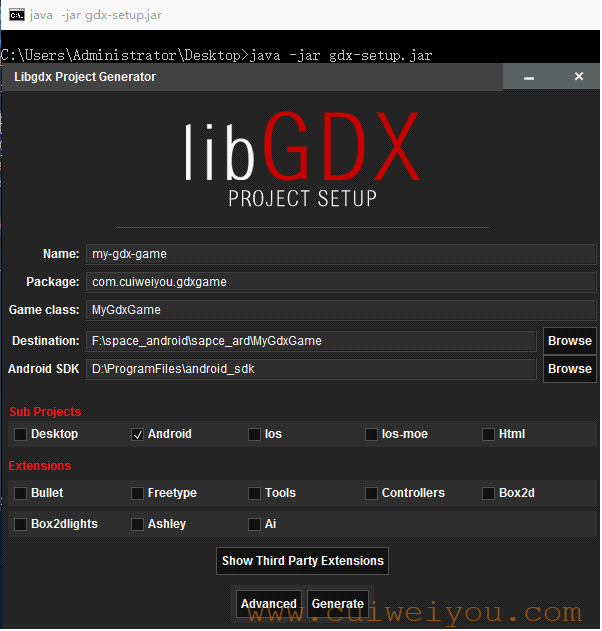 java -jar gdx-setup.jar
C:\Users\Administrator\Desktop>java -jar gdx-setup.jar
Libgdx Project Generator
libGDX
PROJECT SETUP
Name: my-gdx-game
Package: com.cuiweiyou.gdxgame
Game class: MyGdxGame
Destination: F:\space_android\sapce_ard\MyGdxGame Browse
Android SDK D:\ProgramFiles\android_sdk Browse
Sub Projects
Desktop Android Ios Ios-moe Html
Extensions
Bullet Freetype Tools Controllers Box2d
Box2dlights Ashley Ai
Show Third Party Extensions
Advanced Generate
www.cuiweiyou.com